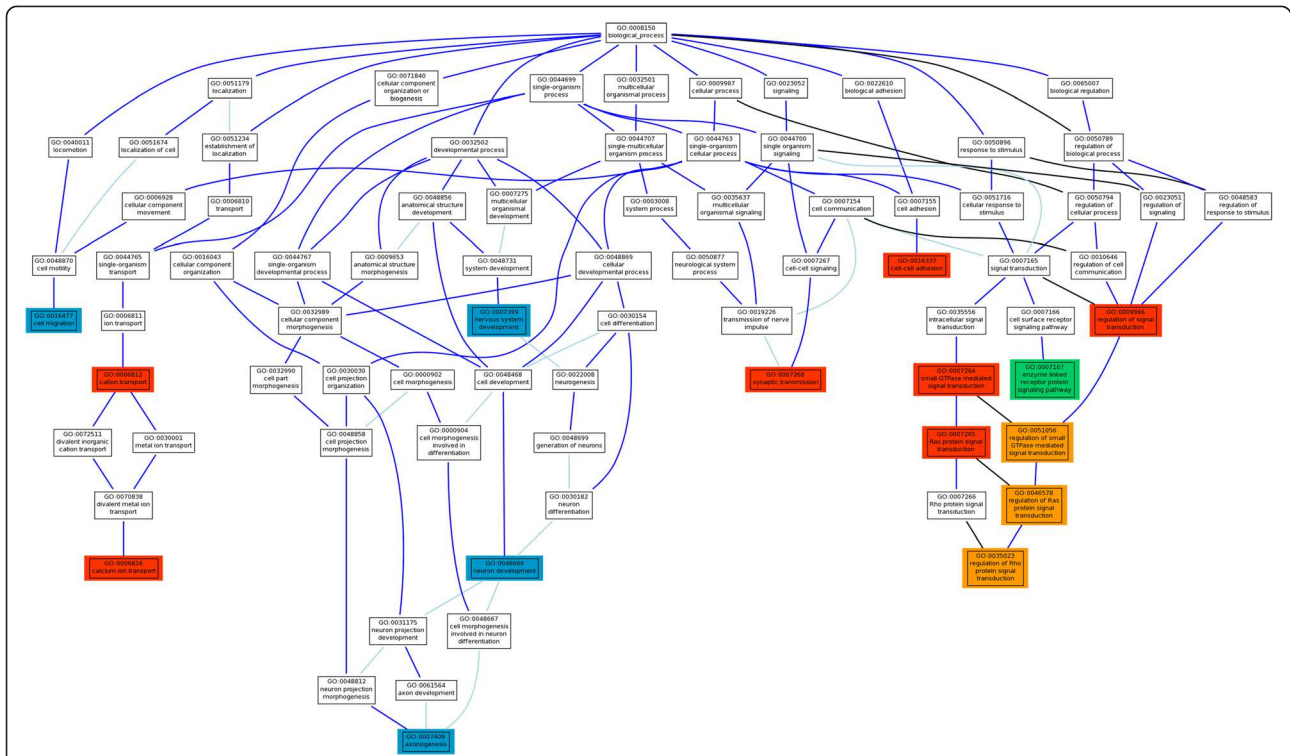 GO:0008150
biological_process
GO:0051179
localization
GO:0071840
cellular component
organization or
biogenesis
GO:0044699
single-organism
process
GO:0032501
multicellular
organismal process
GO:0009987
cellular process
GO:0023052
signaling
GO:0022610
biological adhesion
GO:0065007
biological regulation
GO:0040011
locomotion
GO:0051674
localization of cell
GO:0051234
establishment of
localization
GO:0032502
developmental process
GO:0044707
single-multicellular
organism process
GO:0044763
single-organism
cellular process
GO:0044700
single organism
signaling
GO:0050896
response to stimulus
GO:0050789
regulation of
biological process
GO:0006928
cellular component
movement
GO:0006810
transport
GO:0048856
anatomical structure
development
GO:0007275
multicellular
organismal
development
GO:0003008
system process
GO:0035637
multicellular
organismal signaling
GO:0007154
cell communication
GO:0007155
cell adhesion
GO:0051716
cellular response to
stimulus
GO:0050794
regulation of
cellular process
GO:0023051
regulation of
signaling
GO:0048583
regulation of
response to stimulus
GO:0048870
cell motility
GO:0044765
single-organism
transport
GO:0016043
cellular component
organization
GO:0044767
single-organism
developmental process
GO:0009653
anatomical structure
morphogenesis
GO:0048731
system development
GO:0048869
cellular
developmental process
GO:0050877
neurological system
process
GO:0007267
cell-cell signaling
GO:0016337
cell-cell adhesion
GO:0007165
signal transduction
GO:0010646
regulation of cell
communication
GO:0016477
cell migration
GO:0006811
ion transport
GO:0032989
cellular component
morphogenesis
GO:0007399
nervous system
development
GO:0030154
cell differentiation
GO:0019226
transmission of nerve
impulse
GO:0035556
intracellular signal
transduction
GO:0007166
cell surface receptor
signaling pathway
GO:0009966
regulation of signal
transduction
GO:0006812
cation transport
GO:0032990
cell part
morphogenesis
GO:0030030
cell projection
organization
GO:0000902
cell morphogenesis
GO:0048468
cell development
GO:0022008
neurogenesis
GO:0007268
synaptic transmission
GO:0007264
small GTPase mediated
signal transduction
GO:0007167
enzyme linked
receptor protein
signaling pathway
GO:0072511
divalent inorganic
cation transport
GO:0030001
metal ion transport
GO:0048858
cell projection
morphogenesis
GO:0000904
cell morphogenesis
involved in
differentiation
GO:0048699
generation of neurons
GO:0007265
Ras protein signal
transduction
GO:0051056
regulation of small
GTPase mediated
signal transduction
GO:0070838
divalent metal ion
transport
GO:0030182
neuron
differentiation
GO:0007266
Rho protein signal
transduction
GO:0046578
regulation of Ras
protein signal
transduction
GO:0006816
calcium ion transport
GO:0048666
neuron development
GO:0035023
regulation of Rho
protein signal
transduction
GO:0031175
neuron projection
development
GO:0048667
cell morphogenesis
involved in neuron
differentiation
GO:0048812
neuron projection
morphogenesis
GO:0061564
axon development
GO:0007409
axonogenesis